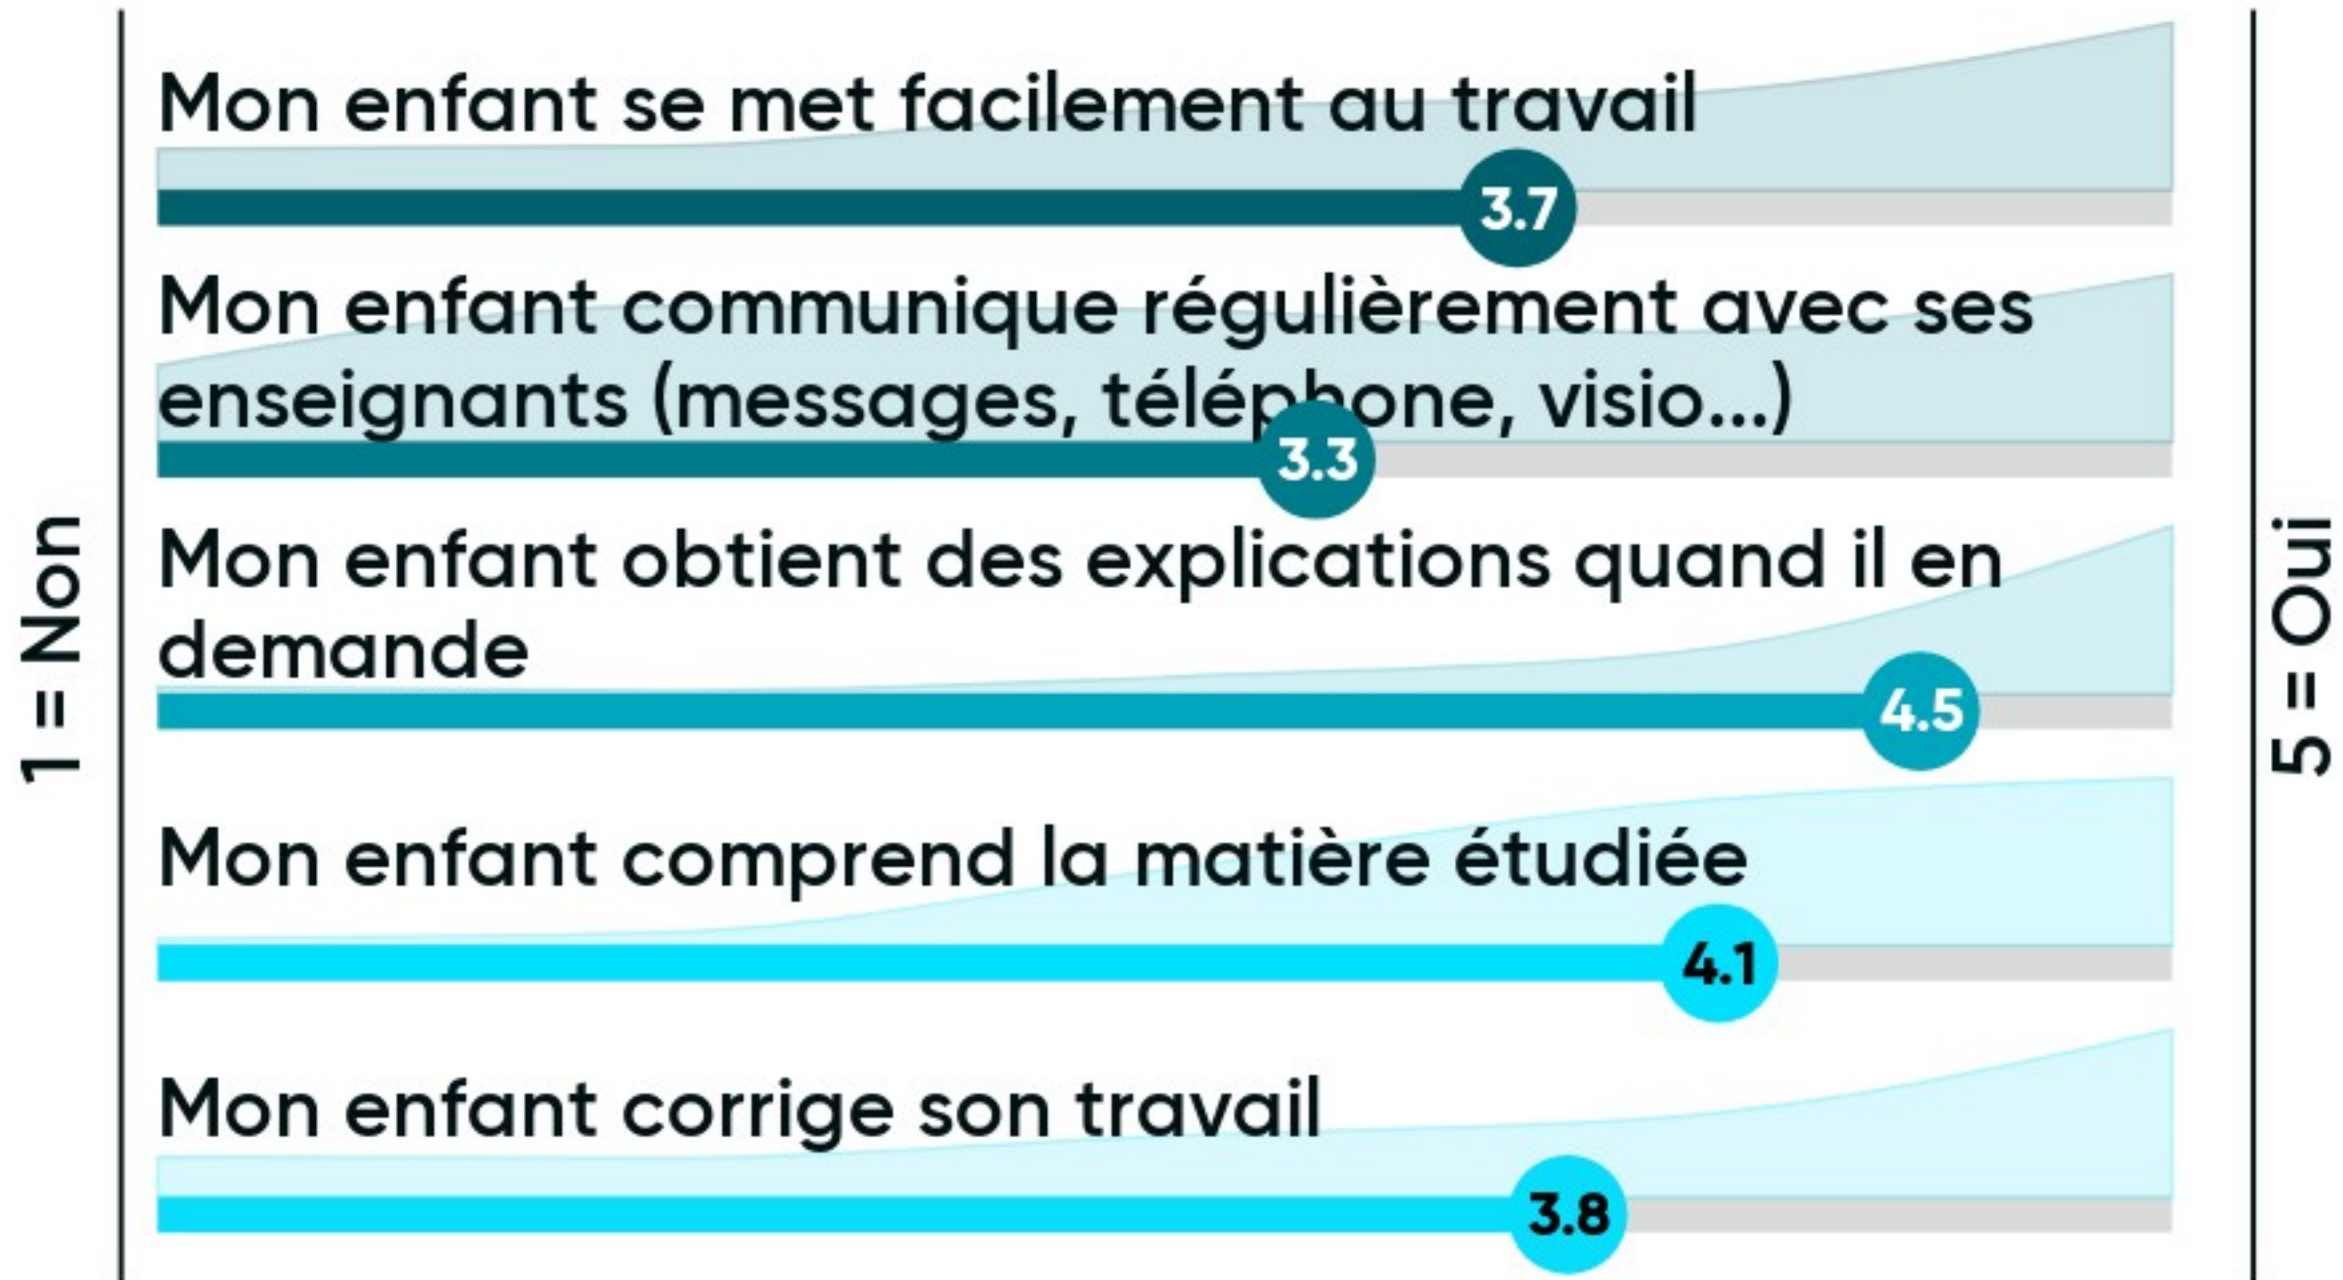 Mon enfant se met facilement au travail
3.7
Mon enfant communique régulièrement avec ses
enseignants (messages, téléphone, visio...)
3.3
Mon enfant obtient des explications quand il en
demande
4.5
Mon enfant comprend la matière étudiée
4.1
Mon enfant corrige son travail
3.8
1 = Non
5 = Oui